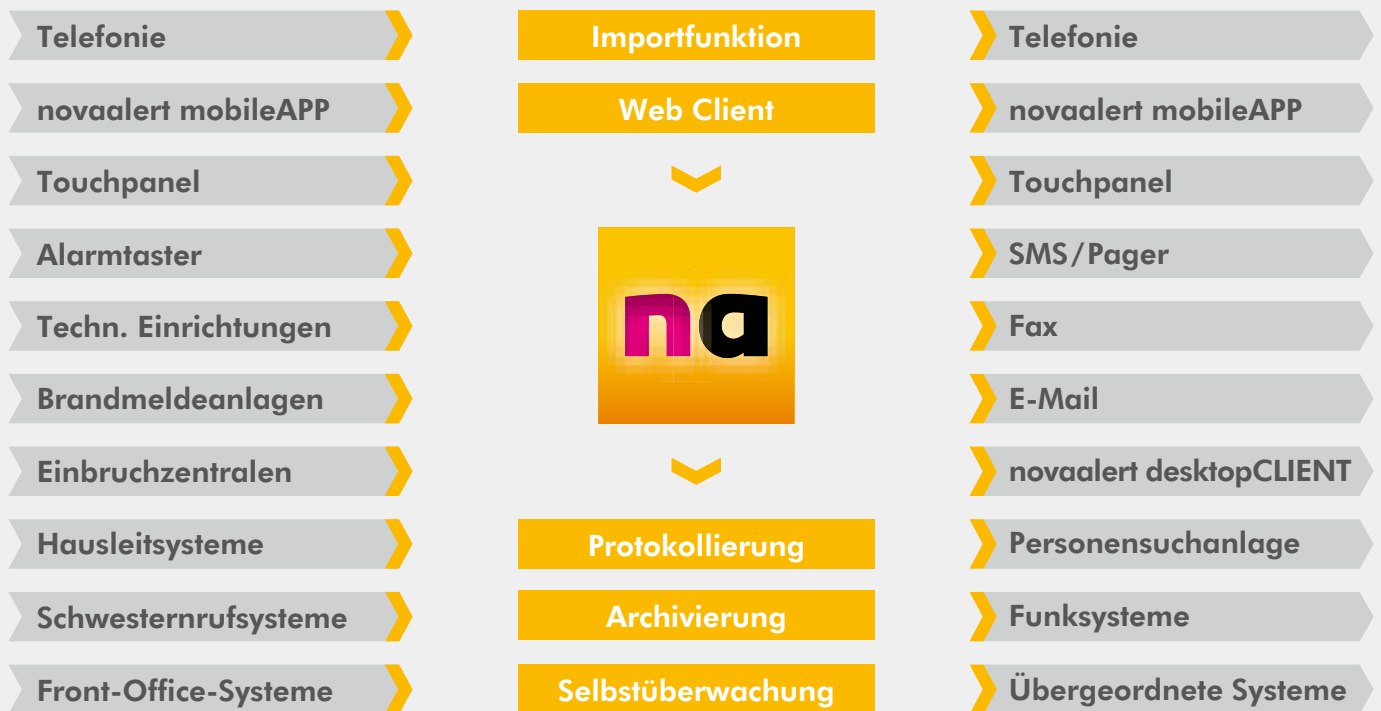 Telefonie
novaalert mobileAPP
Touchpanel
Alarmtaster
Techn. Einrichtungen
Brandmeldeanlagen
Einbruchzentralen
Hausleitsysteme
Schwesternrufsysteme
Front-Office-Systeme
Importfunktion
Web Client
na
Protokollierung
Archivierung
Selbstüberwachung
Telefonie
novaalert mobileAPP
Touchpanel
SMS/Pager
Fax
E-Mail
novaalert desktopCLIENT
Personensuchanlage
Funksysteme
Übergeordnete Systeme